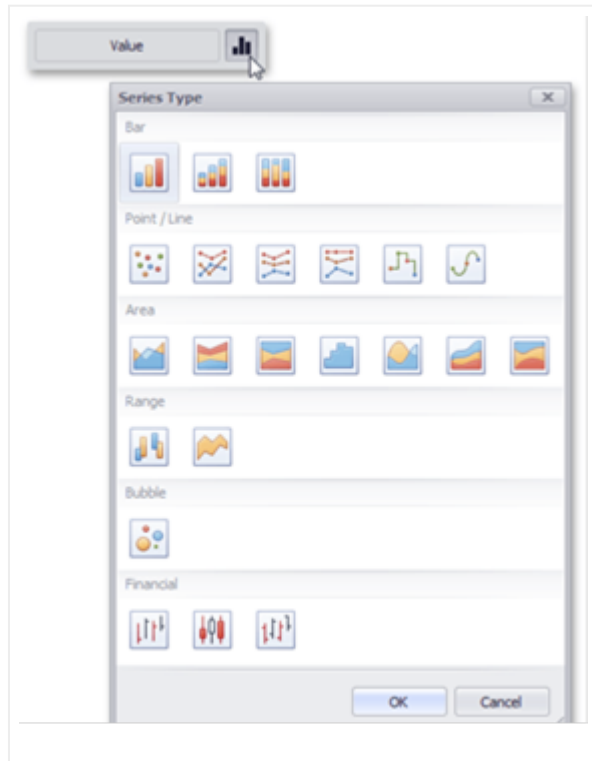 Value
Series Type
Bar
Point / Line
Area
Range
Bubble
Financial
OK Cancel